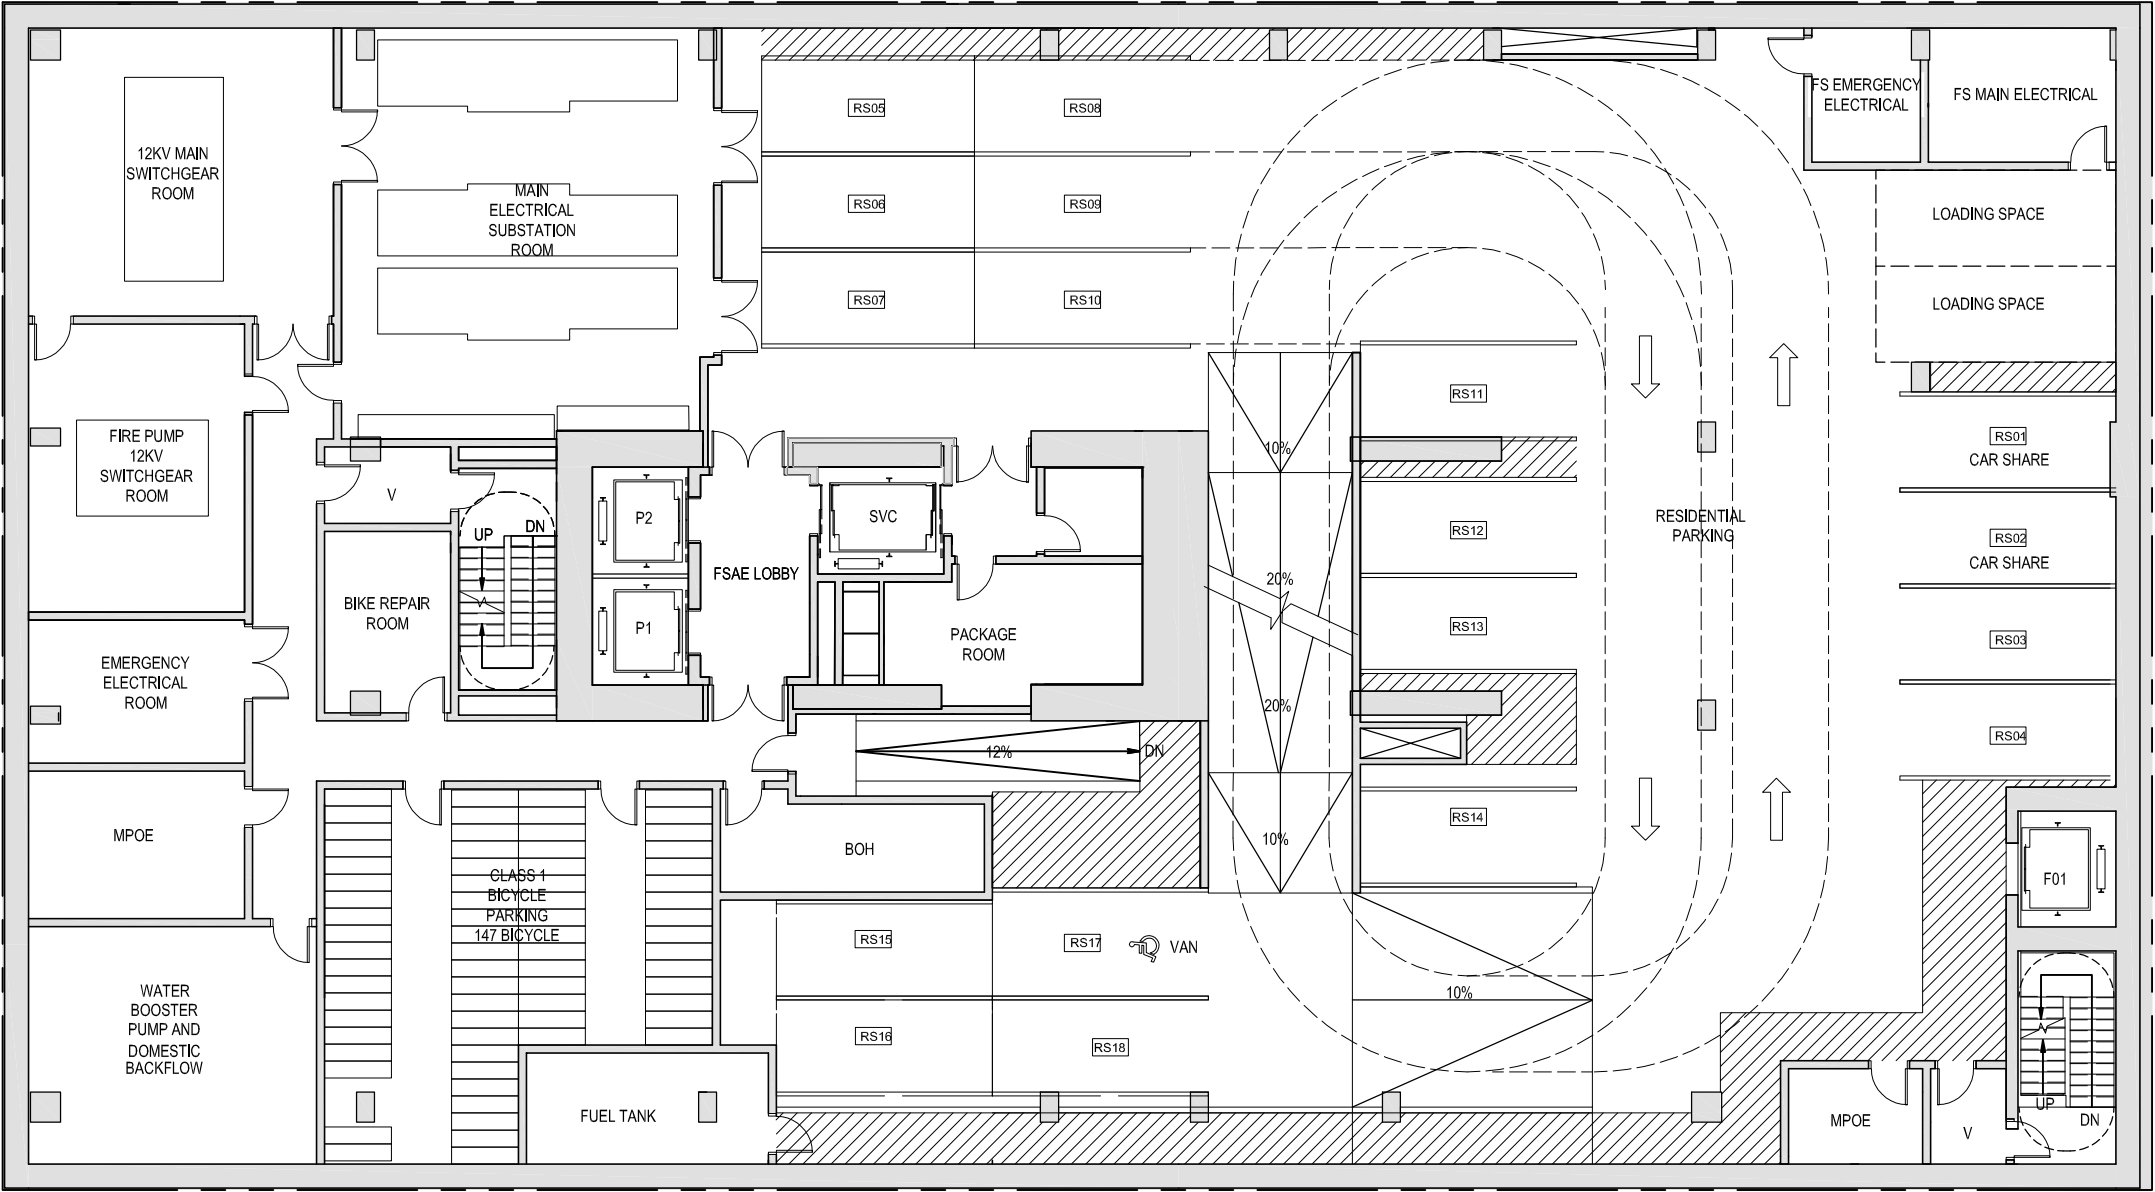 RS05
RS08
FS EMERGENCY
ELECTRICAL
FS MAIN ELECTRICAL
12KV MAIN
SWITCHGEAR
ROOM
MAIN
ELECTRICAL
SUBSTATION
ROOM
RS06
RS09
LOADING SPACE
RS07
RS10
LOADING SPACE
RS11
FIRE PUMP
12KV
SWITCHGEAR
ROOM
10%
RS01
CAR SHARE
V
UP
DN
P2
SVC
RS12
RESIDENTIAL
PARKING
RS02
CAR SHARE
FSAE LOBBY
20%
BIKE REPAIR
ROOM
P1
PACKAGE
ROOM
RS13
RS03
EMERGENCY
ELECTRICAL
ROOM
20%
12%
DN
RS04
MPOE
BOH
10%
RS14
CLASS 1
BICYCLE
PARKING
147 BICYCLE
F01
RS15
RS17
VAN
WATER
BOOSTER
PUMP AND
DOMESTIC
BACKFLOW
10%
RS16
RS18
FUEL TANK
MPOE
V
UP
DN